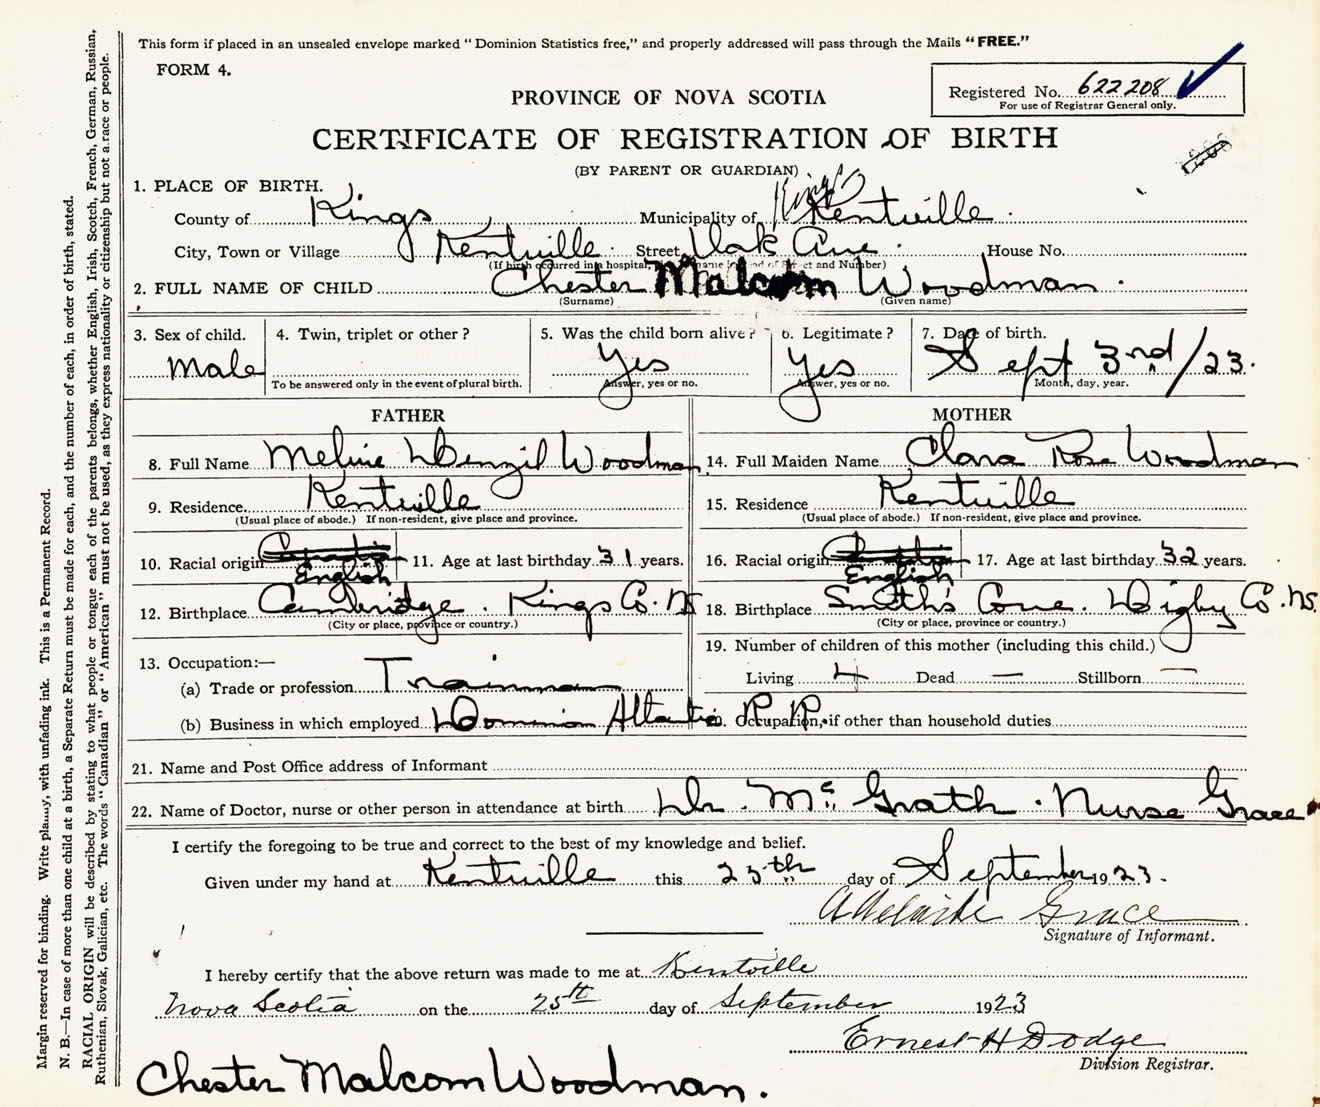 This form if placed in an unsealed envelope marked "Dominion Statistics free," and properly addressed will pass through the Mails "FREE."
FORM 4.
Registered No. 622208
For use of Registrar General only.
PROVINCE OF NOVA SCOTIA
CERTIFICATE OF REGISTRATION OF BIRTH
(BY PARENT OR GUARDIAN)
1. PLACE OF BIRTH.
County of Kings Municipality of Kings Kentville
City, Town or Village Kentville Street Oak Ave. House No.
(If birth occurred in a hospital, name instead of Street and Number)
2. FULL NAME OF CHILD Chester Malcom Woodman.
(Surname) (Given name)
3. Sex of child. 4. Twin, triplet or other? 5. Was the child born alive? 6. Legitimate? 7. Date of birth.
Male Yes Yes Sept 3rd/23.
To be answered only in the event of plural birth. Answer, yes or no. Answer, yes or no. Month, day, year.
FATHER MOTHER
8. Full Name Denzil Woodman 14. Full Maiden Name Clara Rose Woodman
9. Residence Kentville 15. Residence Kentville
(Usual place of abode.) If non-resident, give place and province. (Usual place of abode.) If non-resident, give place and province.
10. Racial origin English 11. Age at last birthday 31 years. 16. Racial origin English 17. Age at last birthday 32 years.
12. Birthplace Cambridge. Kings Co. NS 18. Birthplace Smith's Cove. Digby Co. NS.
(City or place, province or country.) (City or place, province or country.)
13. Occupation:— 19. Number of children of this mother (including this child.)
(a) Trade or profession Trainman Living 4 Dead — Stillborn —
(b) Business in which employed Dominion Atlantic R. R. Occupation, if other than household duties
21. Name and Post Office address of Informant
22. Name of Doctor, nurse or other person in attendance at birth Dr. McGrath. Nurse Grace
I certify the foregoing to be true and correct to the best of my knowledge and belief.
Given under my hand at Kentville this 25th day of September 1923.
Adelaide Grace
Signature of Informant.
I hereby certify that the above return was made to me at Kentville
Nova Scotia on the 25th day of September 1923
Ernest H Dodge
Division Registrar.
Chester Malcom Woodman.
Margin reserved for binding. Write plainly, with unfading ink. This is a Permanent Record.
N. B.—In case of more than one child at a birth, a Separate Return must be made for each, and the number of each, in order of birth, stated.
RACIAL ORIGIN will be described by stating to what people or tongue each of the parents belongs, whether English, Irish, Scotch, French, German, Russian,
Ruthenian, Slovak, Galician, etc. The words "Canadian" or "American" must not be used, as they express nationality or citizenship but not a race or people.